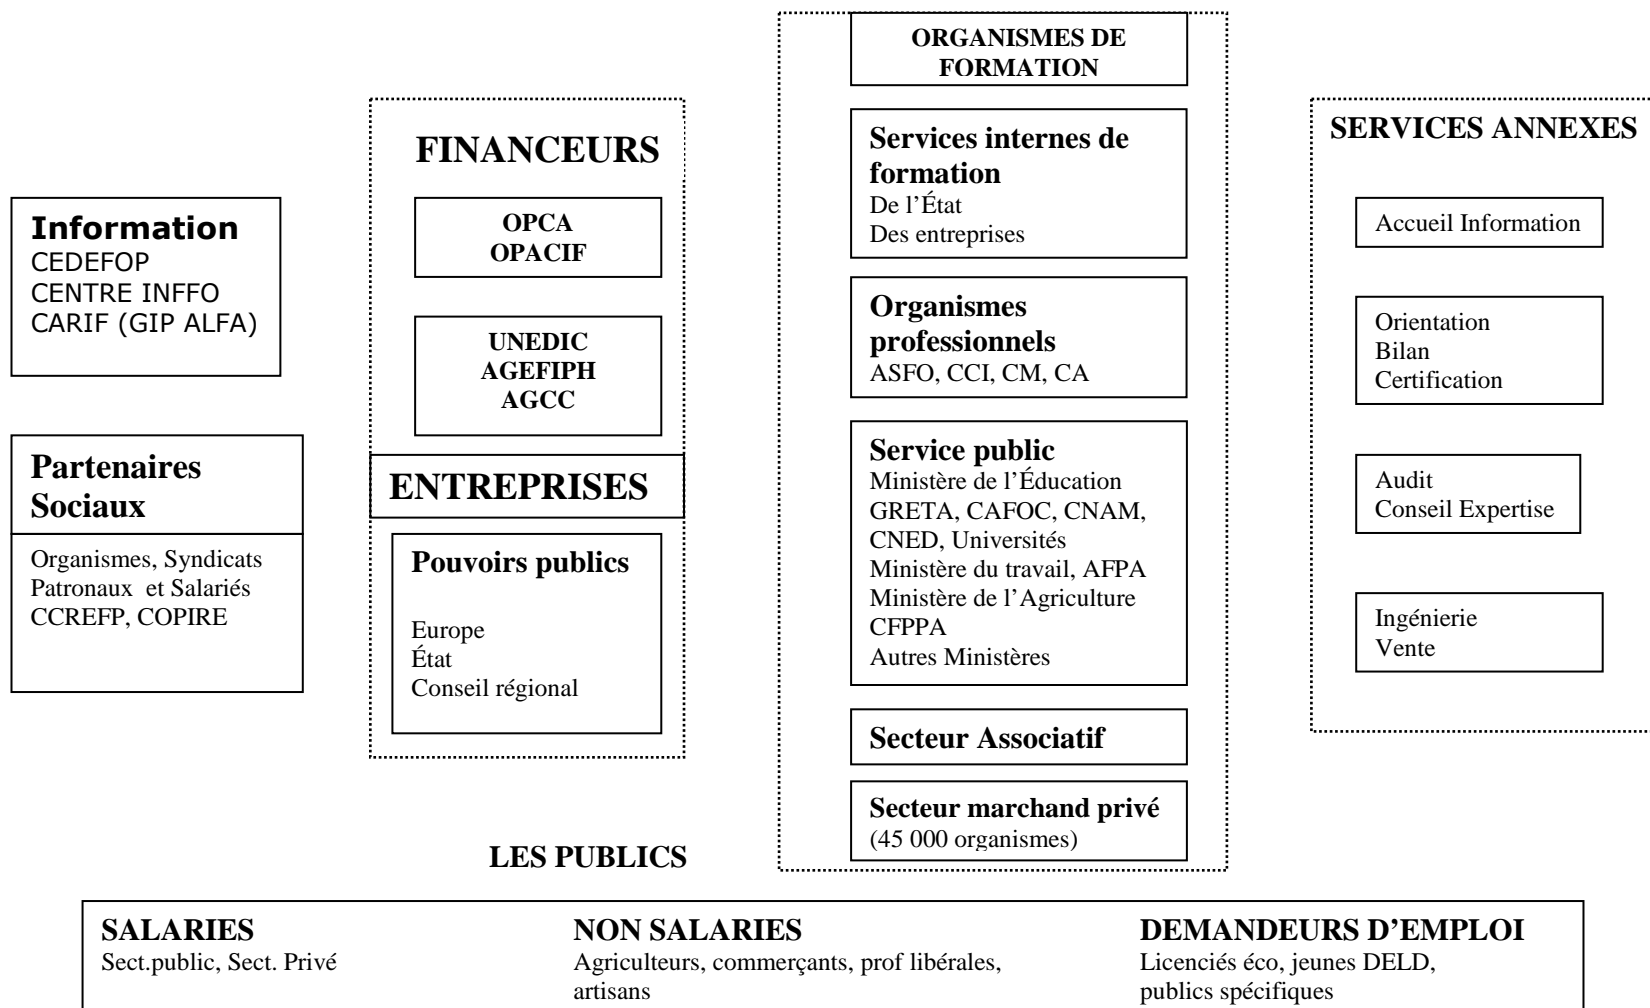 Information
CEDEFOP
CENTRE INFFO
CARIF (GIP ALFA)
Partenaires
Sociaux
Organismes, Syndicats
Patronaux et Salariés
CCREFP, COPIRE
FINANCEURS
OPCA
OPACIF
UNEDIC
AGEFIPH
AGCC
ENTREPRISES
Pouvoirs publics
Europe
État
Conseil régional
ORGANISMES DE
FORMATION
Services internes de
formation
De l’État
Des entreprises
Organismes
professionnels
ASFO, CCI, CM, CA
Service public
Ministère de l’Éducation
GRETA, CAFOC, CNAM,
CNED, Universités
Ministère du travail, AFPA
Ministère de l’Agriculture
CFPPA
Autres Ministères
Secteur Associatif
Secteur marchand privé
(45 000 organismes)
SERVICES ANNEXES
Accueil Information
Orientation
Bilan
Certification
Audit
Conseil Expertise
Ingénierie
Vente
LES PUBLICS
SALARIES
Sect.public, Sect. Privé
NON SALARIES
Agriculteurs, commerçants, prof libérales,
artisans
DEMANDEURS D’EMPLOI
Licenciés éco, jeunes DELD,
publics spécifiques